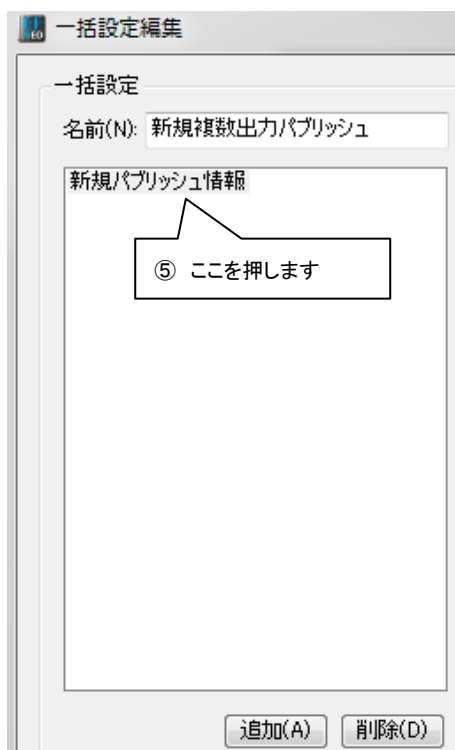 一括設定編集
一括設定
名前(N): 新規複数出力パブリッシュ
新規パブリッシュ情報
⑤ ここを押します
追加(A) 削除(D)